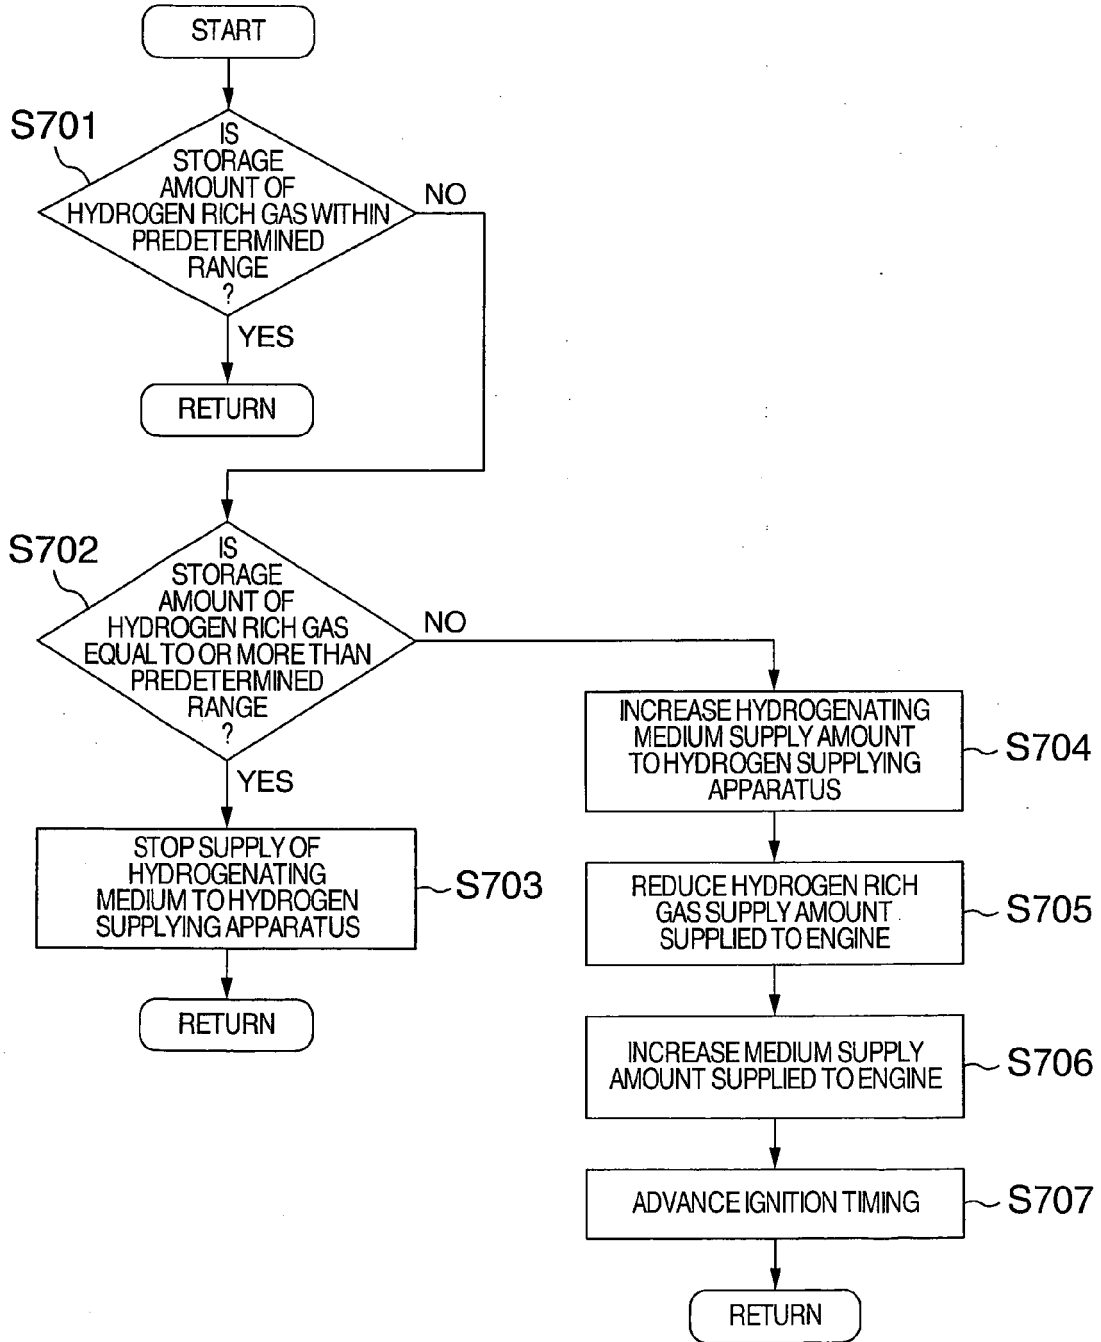 START
S701
IS
STORAGE
AMOUNT OF
HYDROGEN RICH GAS WITHIN
PREDETERMINED
RANGE
?
NO
YES
RETURN
S702
IS
STORAGE
AMOUNT OF
HYDROGEN RICH GAS
EQUAL TO OR MORE THAN
PREDETERMINED
RANGE
?
NO
YES
STOP SUPPLY OF
HYDROGENATING
MEDIUM TO HYDROGEN
SUPPLYING APPARATUS
S703
RETURN
INCREASE HYDROGENATING
MEDIUM SUPPLY AMOUNT
TO HYDROGEN SUPPLYING
APPARATUS
S704
REDUCE HYDROGEN RICH
GAS SUPPLY AMOUNT
SUPPLIED TO ENGINE
S705
INCREASE MEDIUM SUPPLY
AMOUNT SUPPLIED TO ENGINE
S706
ADVANCE IGNITION TIMING
S707
RETURN